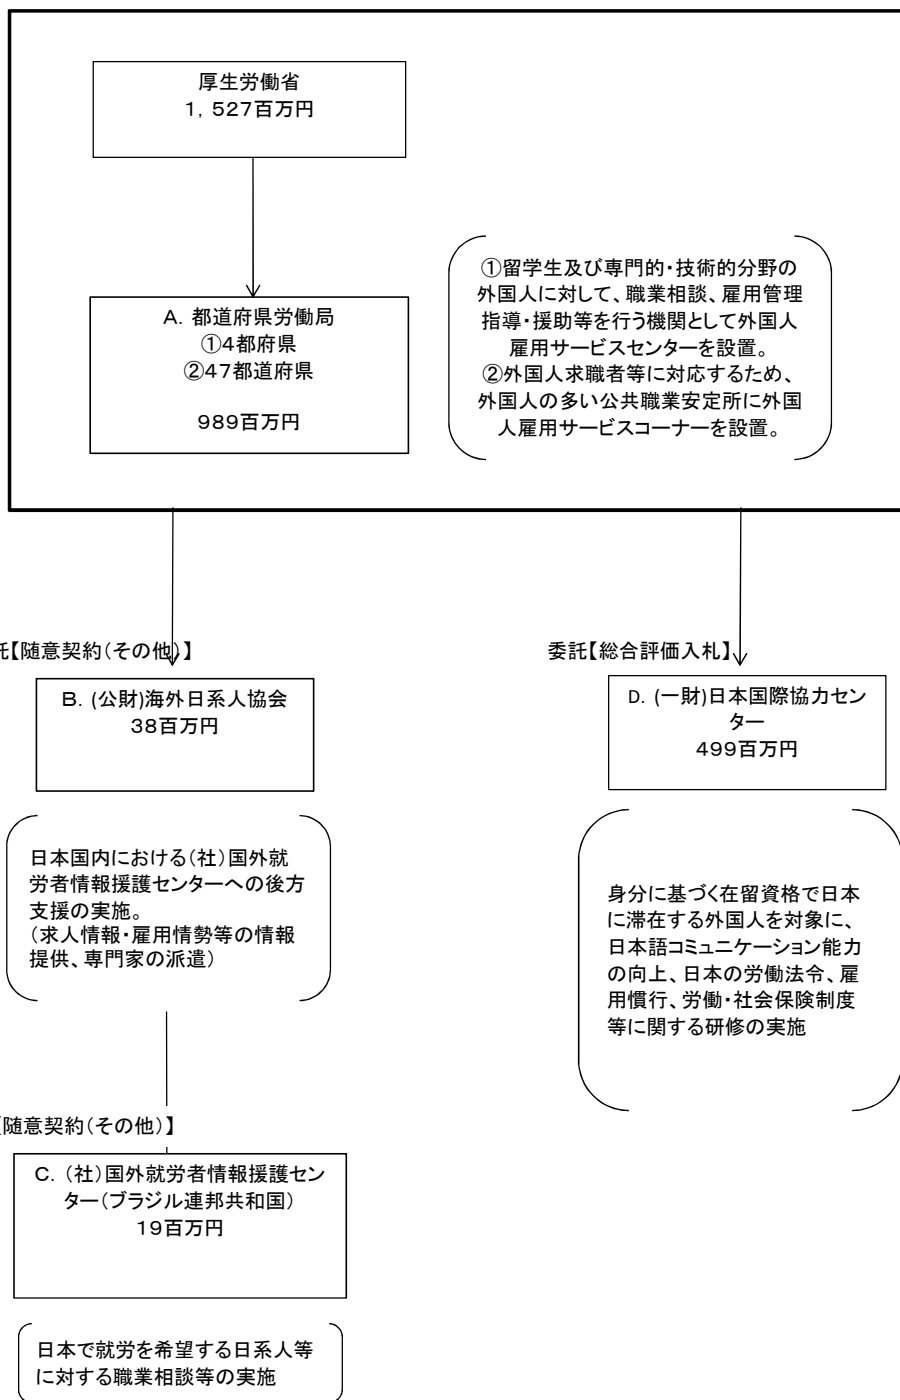 厚生労働省
1，527百万円
A．都道府県労働局
①4都府県
②47都道府県
989百万円
①留学生及び専門的・技術的分野の
外国人に対して、職業相談、雇用管理
指導・援助等を行う機関として外国人
雇用サービスセンターを設置。
②外国人求職者等に対応するため、
外国人の多い公共職業安定所に外国
人雇用サービスコーナーを設置。
託【随意契約（その他）】
B．(公財)海外日系人協会
38百万円
日本国内における（社）国外就
労者情報援護センターへの後方
支援の実施。
（求人情報・雇用情勢等の情報
提供、専門家の派遣）
【随意契約（その他）】
C．（社）国外就労者情報援護セン
ター（ブラジル連邦共和国）
19百万円
日本で就労を希望する日系人等
に対する職業相談等の実施
委託【総合評価入札】
D．(一財)日本国際協力セン
ター
499百万円
身分に基づく在留資格で日本
に滞在する外国人を対象に、
日本語コミュニケーション能力
の向上、日本の労働法令、雇
用慣行、労働・社会保険制度
等に関する研修の実施